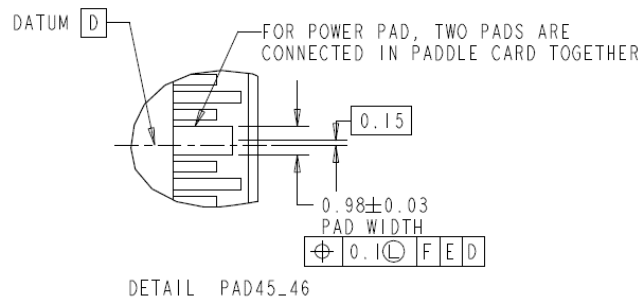 DATUM D
FOR POWER PAD, TWO PADS ARE
CONNECTED IN PADDLE CARD TOGETHER
0.15
0.98±0.03
PAD WIDTH
⌖ 0.1Ⓛ F E D
DETAIL PAD45_46